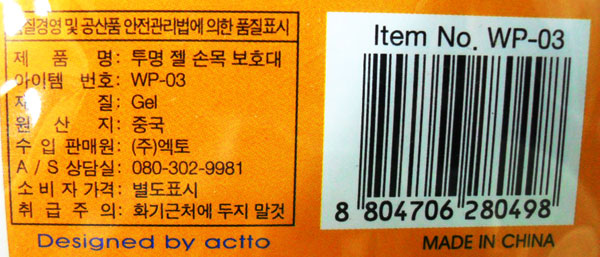 품질경영 및 공산품 안전관리법에 의한 품질표시
제 품 명 : 투명 젤 손목 보호대
아이템 번호 : WP-03
재 질 : Gel
원 산 지 : 중국
수 입 판매원 : (주)엑토
A / S 상담실 : 080-302-9981
소 비 자 가격 : 별도표시
취 급 주 의 : 화기근처에 두지 말것
Designed by actto
Item No. WP-03
8 804706 280498
MADE IN CHINA